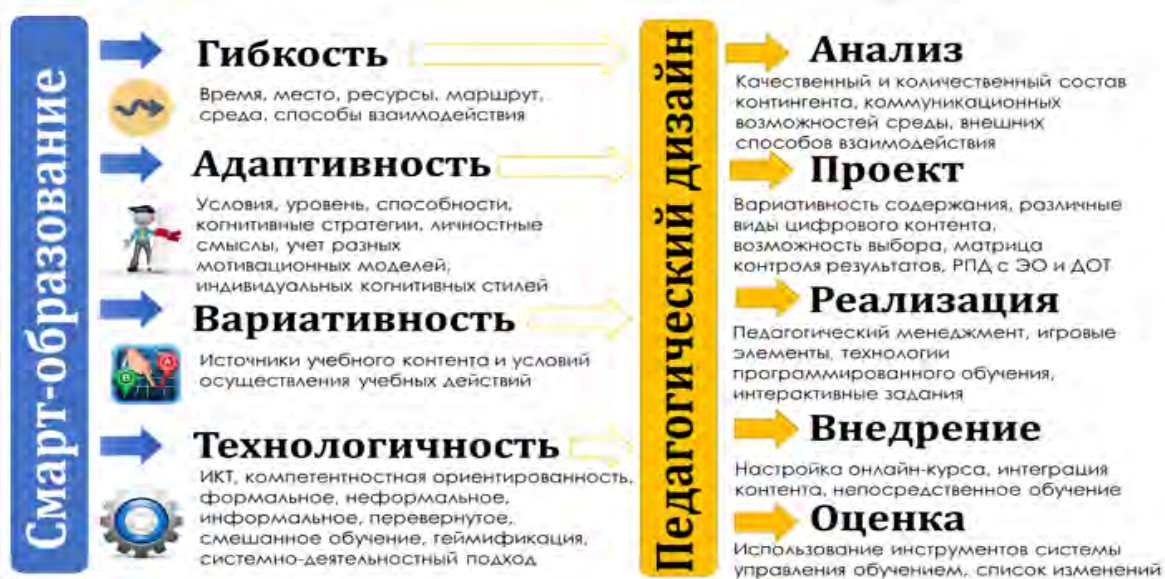 Смарт-образование
Гибкость
Время, место, ресурсы, маршрут,
среда, способы взаимодействия
Адаптивность
Условия, уровень, способности,
когнитивные стратегии, личностные
смыслы, учет разных
мотивационных моделей,
индивидуальных когнитивных стилей
Вариативность
B
A
Источники учебного контента и условий
осуществления учебных действий
Технологичность
ИКТ, компетентностная ориентированность,
формальное, неформальное,
информальное, перевернутое,
смешанное обучение, геймификация,
системно-деятельностный подход
Педагогический дизайн
Анализ
Качественный и количественный состав
контингента, коммуникационных
возможностей среды, внешних
способов взаимодействия
Проект
Вариативность содержания, различные
виды цифрового контента,
возможность выбора, матрица
контроля результатов, РПД с ЭО и ДОТ
Реализация
Педагогический менеджмент, игровые
элементы, технологии
программированного обучения,
интерактивные задания
Внедрение
Настройка онлайн-курса, интеграция
контента, непосредственное обучение
Оценка
Использование инструментов системы
управления обучением, список изменений